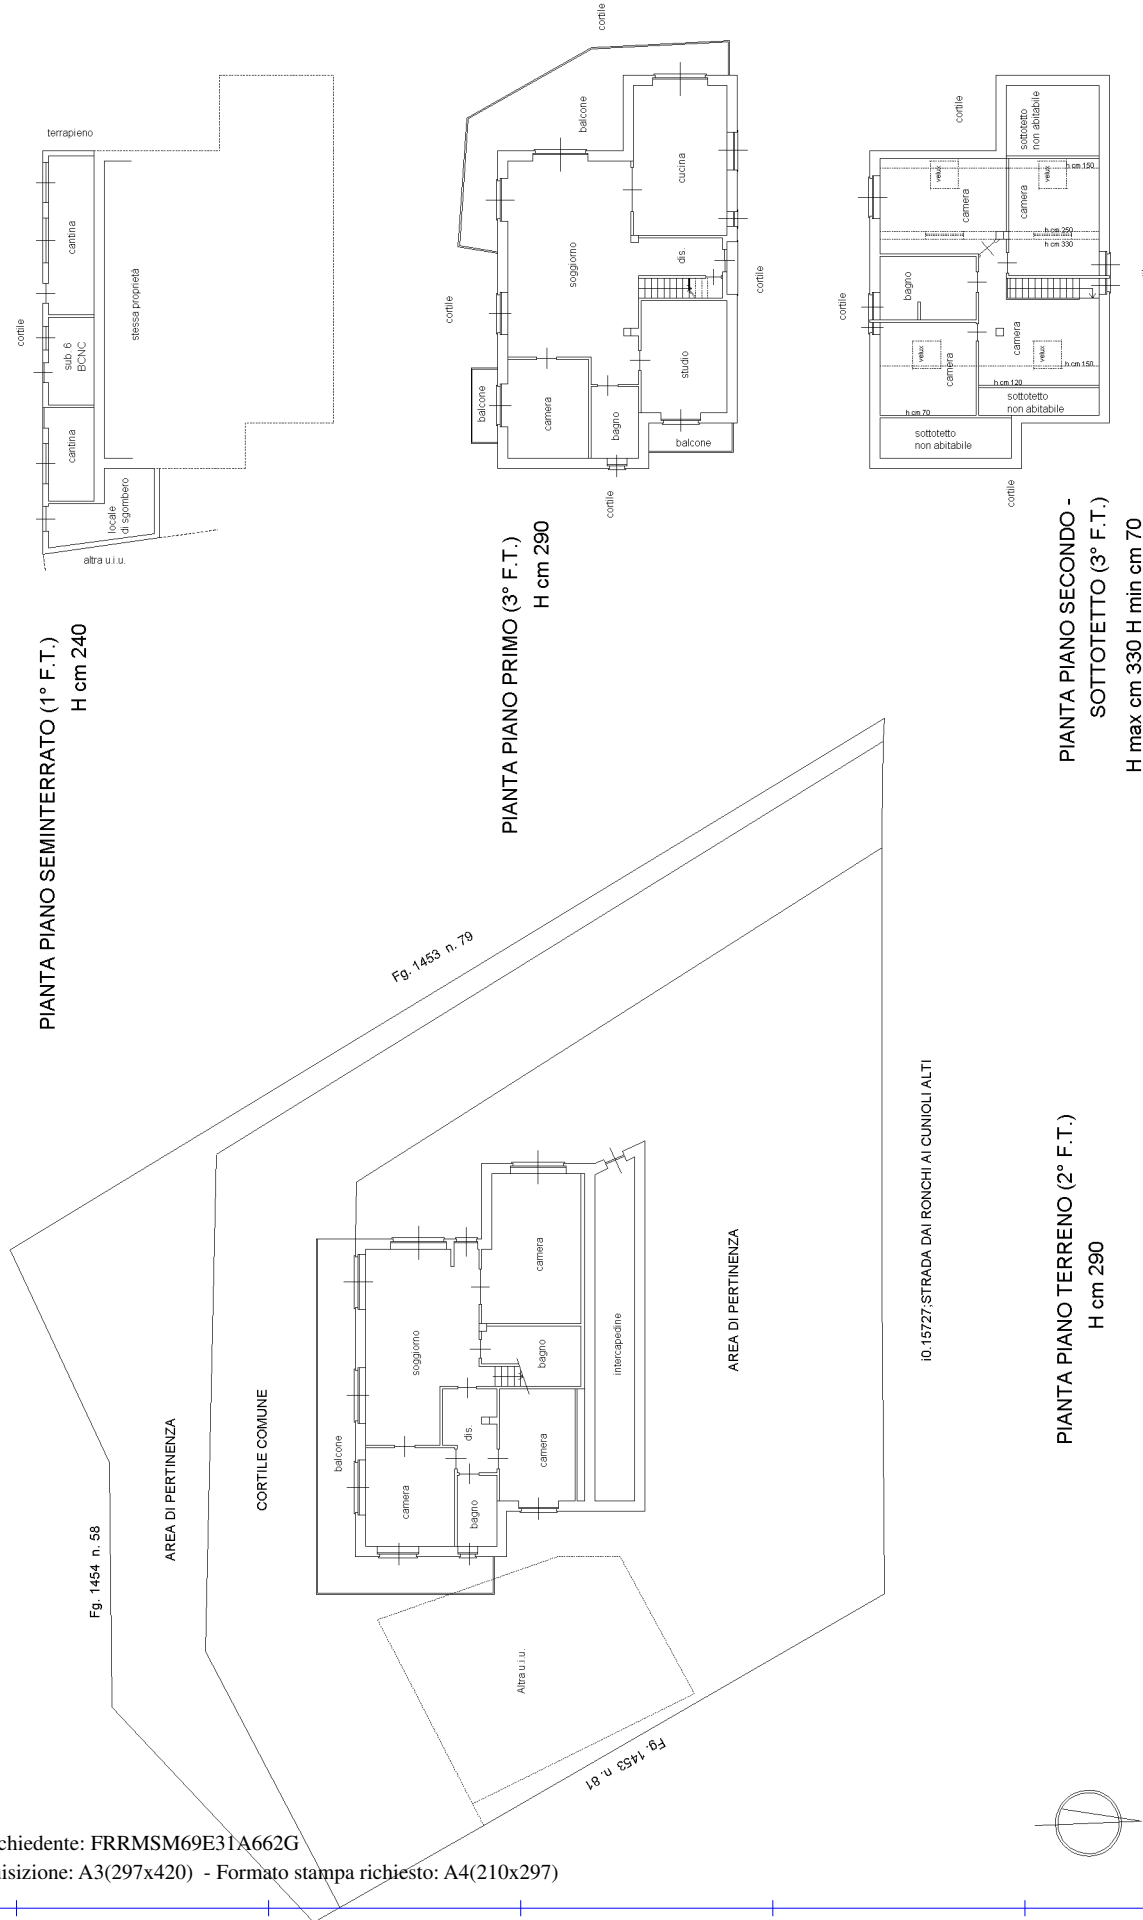 terrapieno
cantina
sub. 6
BCNC
cantina
cortile
stessa proprietà
locale
di sgombero
altra u.i.u.
PIANTA PIANO SEMINTERRATO (1° F.T.)
H cm 240
cortile
balcone
cucina
soggiorno
dis.
cortile
cortile
studio
camera
bagno
balcone
balcone
cortile
PIANTA PIANO PRIMO (3° F.T.)
H cm 290
cortile
sottotetto
non abitabile
h cm 150
velux
velux
camera
camera
h cm 250
h cm 330
bagno
cortile
camera
velux
velux
camera
h cm 150
h cm 120
h cm 70
sottotetto
non abitabile
sottotetto
non abitabile
cortile
PIANTA PIANO SECONDO -
SOTTOTETTO (3° F.T.)
H max cm 330 H min cm 70
Fg. 1453 n. 79
camera
soggiorno
bagno
intercapedine
dis.
camera
camera
bagno
balcone
AREA DI PERTINENZA
CORTILE COMUNE
AREA DI PERTINENZA
Fg. 1454 n. 58
Altra u.i.u.
Fg. 1453 n. 81
i0.15727;STRADA DAI RONCHI AI CUNIOLI ALTI
PIANTA PIANO TERRENO (2° F.T.)
H cm 290
chiedente: FRRMSM69E31A662G
isizione: A3(297x420) - Formato stampa richiesto: A4(210x297)